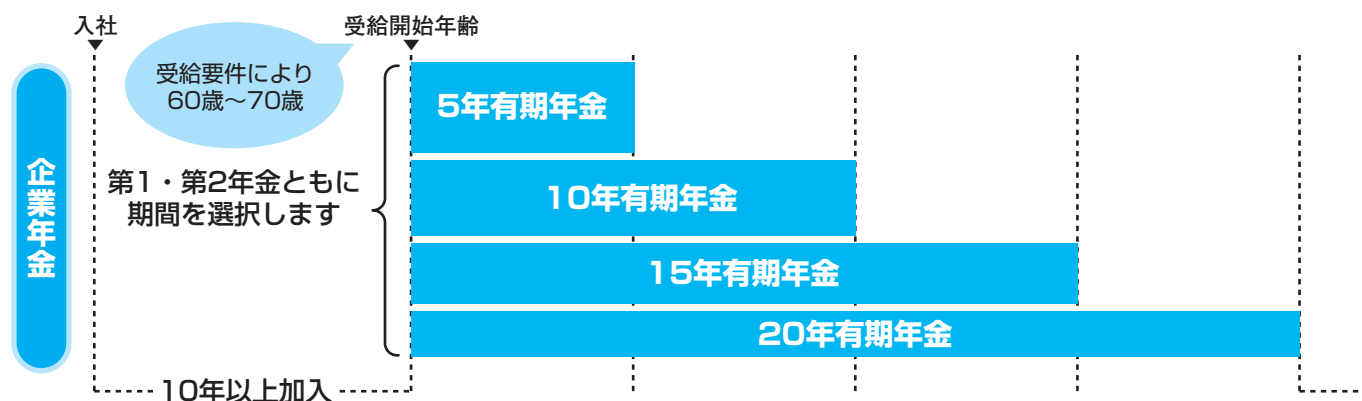 入社
受給開始年齢
受給要件により
60歳～70歳
企業年金
第1・第2年金ともに
期間を選択します
5年有期年金
10年有期年金
15年有期年金
20年有期年金
10年以上加入